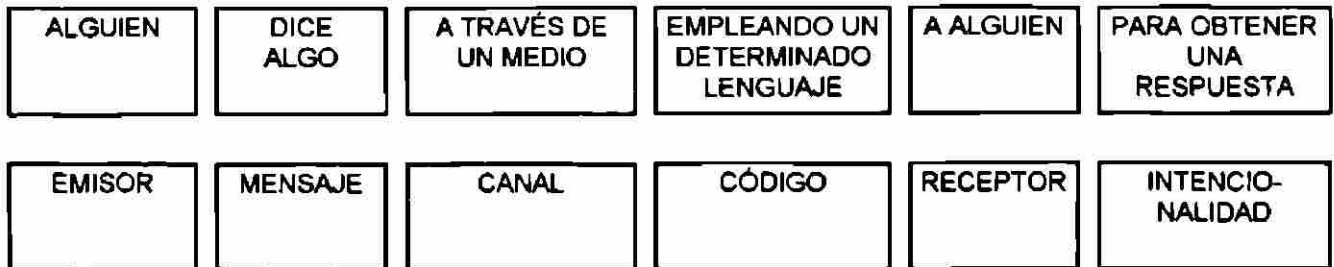 ALGUIEN
DICE
ALGO
A TRAVÉS DE
UN MEDIO
EMPLEANDO UN
DETERMINADO
LENGUAJE
A ALGUIEN
PARA OBTENER
UNA
RESPUESTA
EMISOR
MENSAJE
CANAL
CÓDIGO
RECEPTOR
INTENCIO-
NALIDAD